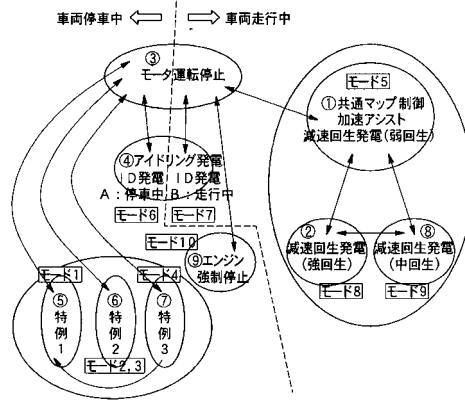 車両停車中 車両走行中
③
モータ運転停止
モード5
①共通マップ制御
加速アシスト
減速回生発電(弱回生)
④アイドリング発電
ID発電 ID発電
A:停車中 B:走行中
モード6 モード7
モード10
⑨エンジン
強制停止
②
減速回生発電
(強回生)
モード8
⑧
減速回生発電
(中回生)
モード9
モード1
モード4
⑤
特
例
1
⑥
特
例
2
モード2,3
⑦
特
例
3